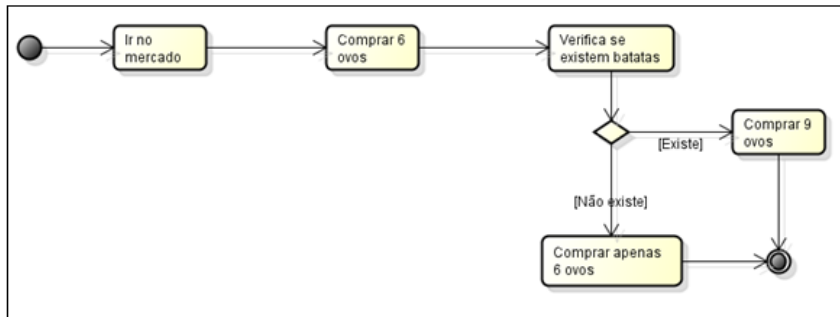 Ir no
mercado
Comprar 6
ovos
Verifica se
existem batatas
[Existe]
Comprar 9
ovos
[Não existe]
Comprar apenas
6 ovos